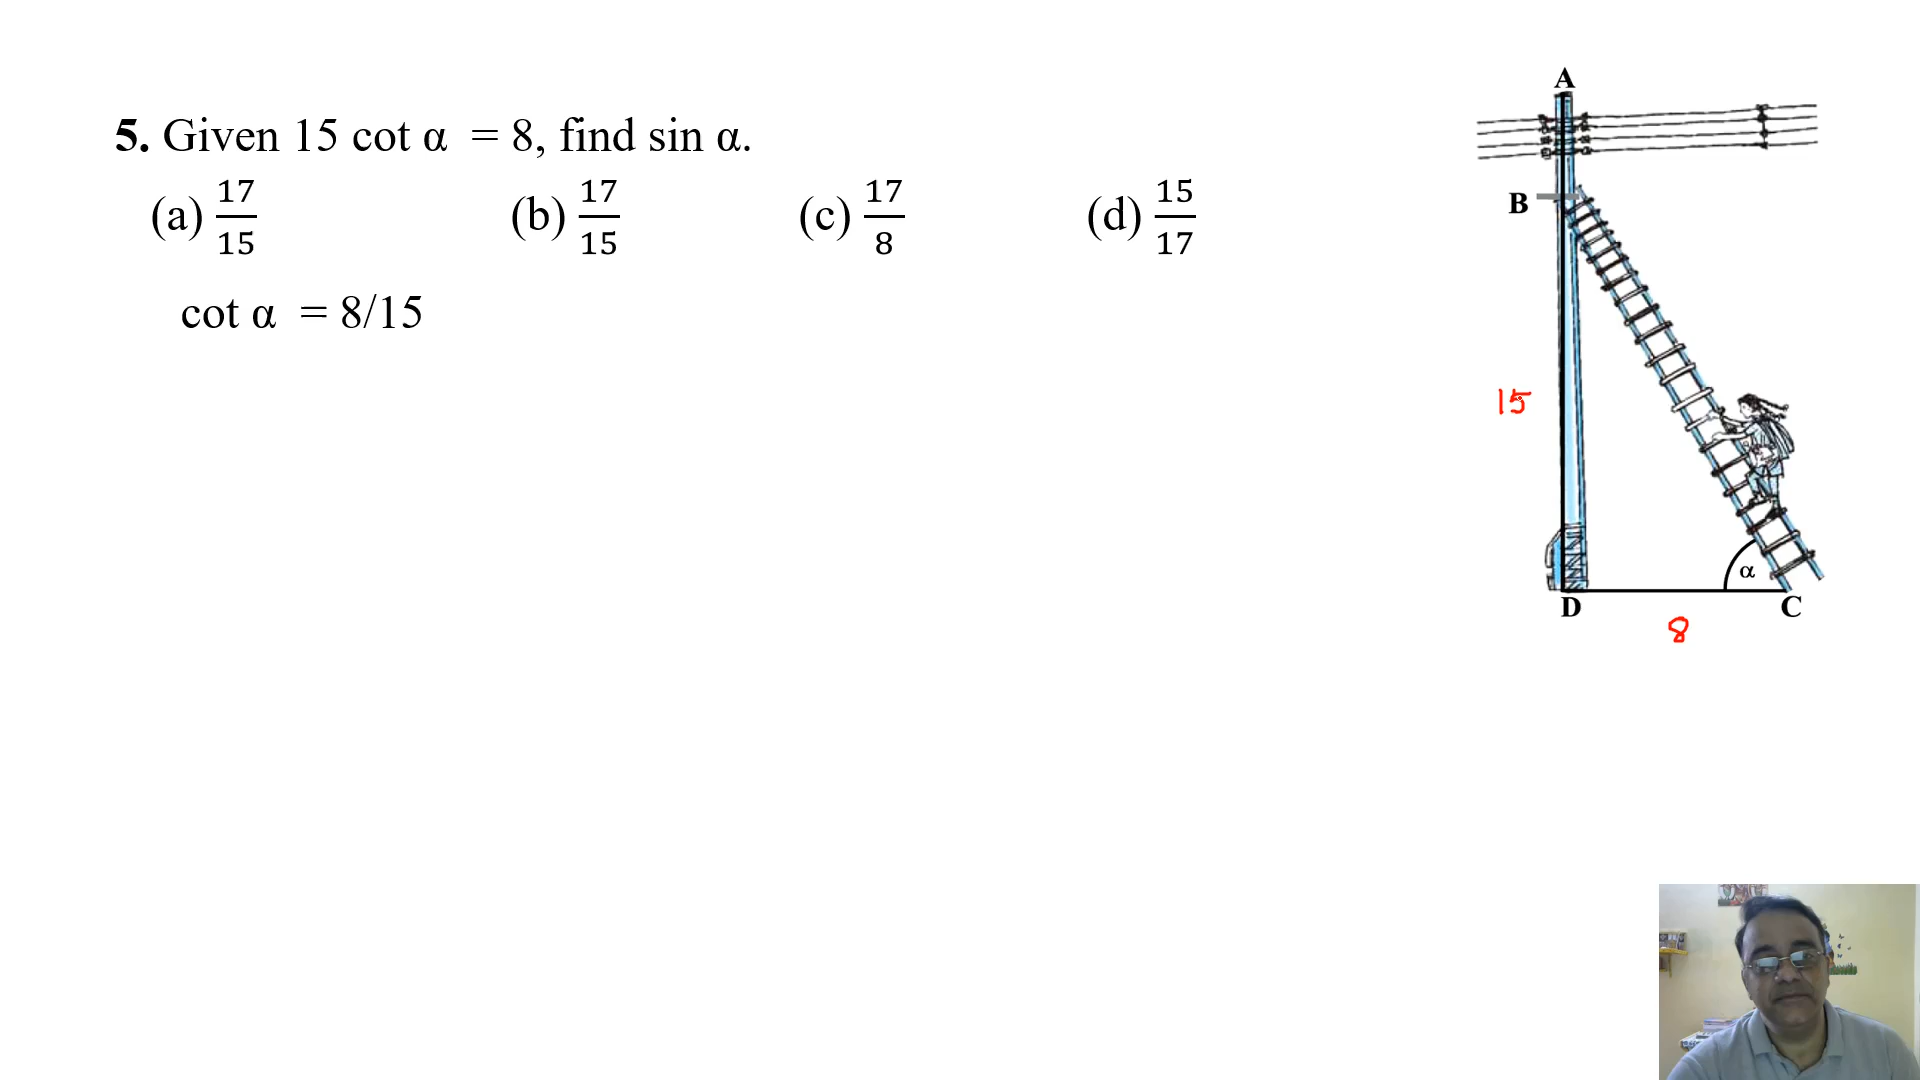 5. Given 15 cot α = 8, find sin α.
(a) 17/15 (b) 17/15 (c) 17/8 (d) 15/17
cot α = 8/15
A
B
15
α
D
C
8